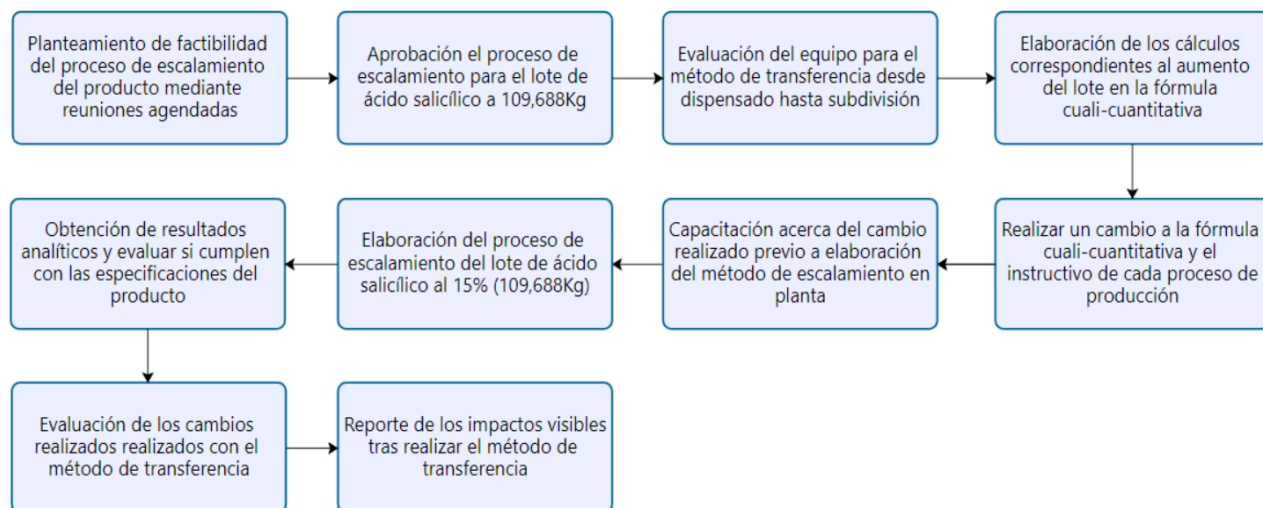 Planteamiento de factibilidad
del proceso de escalamiento
del producto mediante
reuniones agendadas
Aprobación el proceso de
escalamiento para el lote de
ácido salicílico a 109,688Kg
Evaluación del equipo para el
método de transferencia desde
dispensado hasta subdivisión
Elaboración de los cálculos
correspondientes al aumento
del lote en la fórmula
cuali-cuantitativa
Realizar un cambio a la fórmula
cuali-cuantitativa y el
instructivo de cada proceso de
producción
Capacitación acerca del cambio
realizado previo a elaboración
del método de escalamiento en
planta
Elaboración del proceso de
escalamiento del lote de ácido
salicílico al 15% (109,688Kg)
Obtención de resultados
analíticos y evaluar si cumplen
con las especificaciones del
producto
Evaluación de los cambios
realizados realizados con el
método de transferencia
Reporte de los impactos visibles
tras realizar el método de
transferencia